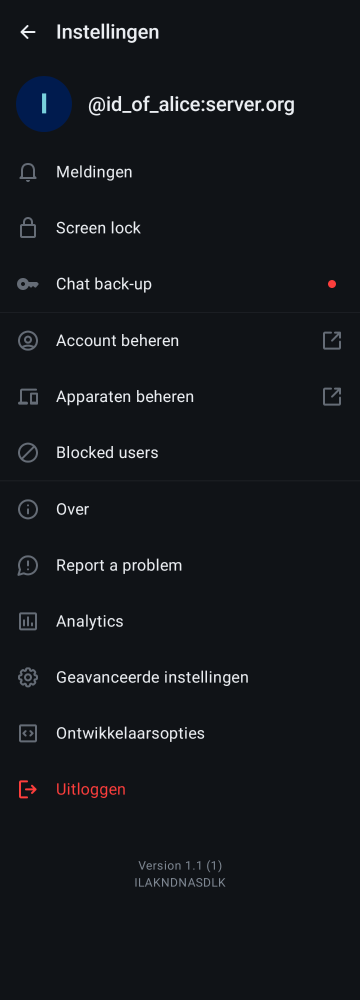 Instellingen
I
@id_of_alice:server.org
Meldingen
Screen lock
Chat back-up
Account beheren
Apparaten beheren
Blocked users
Over
Report a problem
Analytics
Geavanceerde instellingen
Ontwikkelaarsopties
Uitloggen
Version 1.1 (1)
ILAKNDNASDLK